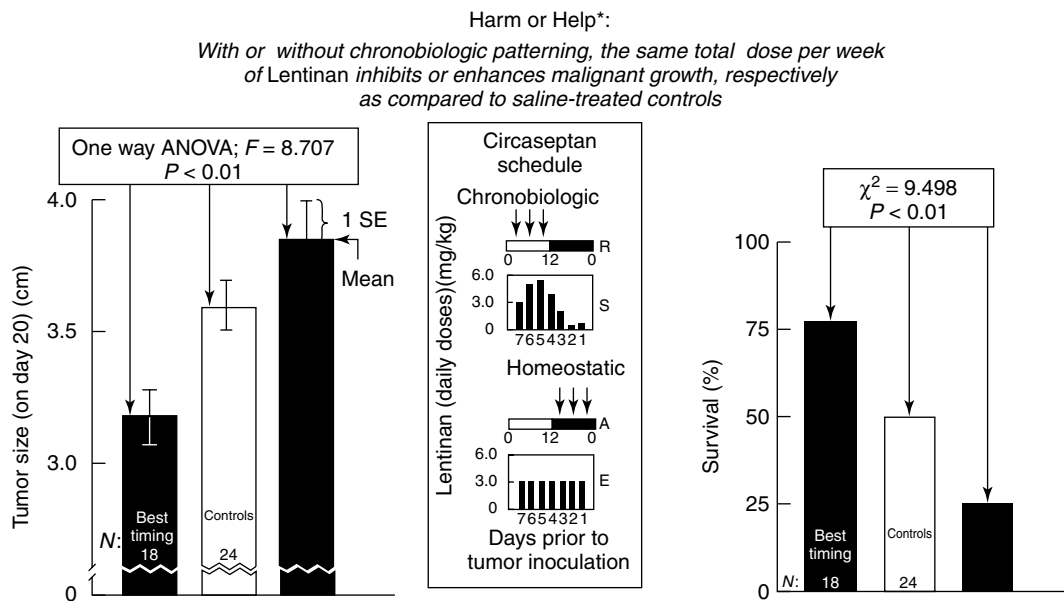 Harm or Help*:
With or without chronobiologic patterning, the same total dose per week
of Lentinan inhibits or enhances malignant growth, respectively
as compared to saline-treated controls
One way ANOVA; F = 8.707
P < 0.01
4.0
3.5
3.0
0
Tumor size (on day 20) (cm)
1 SE
Mean
Best
timing
18
Controls
24
N:
Circaseptan
schedule
Chronobiologic
R
0 12 0
6.0
3.0
0
S
7654321
Homeostatic
A
0 12 0
6.0
3.0
0
E
7654321
Days prior to
tumor inoculation
Lentinan (daily doses)(mg/kg)
χ² = 9.498
P < 0.01
100
75
50
25
0
Survival (%)
Best
timing
Controls
N: 18 24